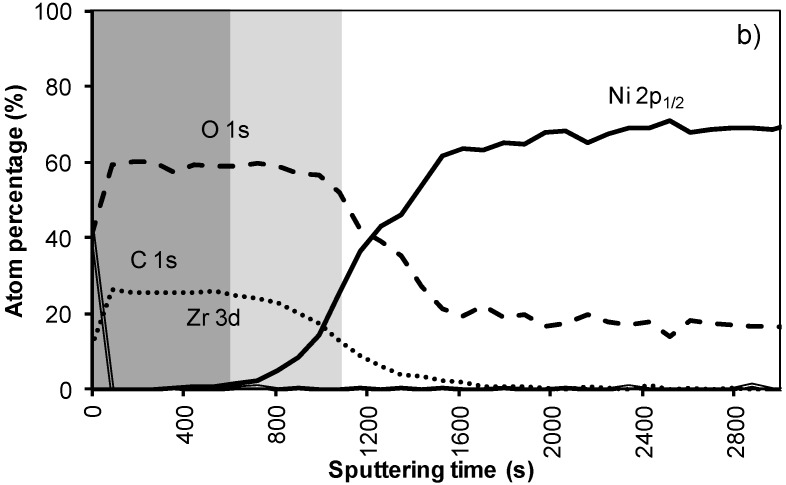 b)
100
80
60
40
20
0
Atom percentage (%)
Ni 2p1/2
O 1s
C 1s
Zr 3d
0
400
800
1200
1600
2000
2400
2800
Sputtering time (s)